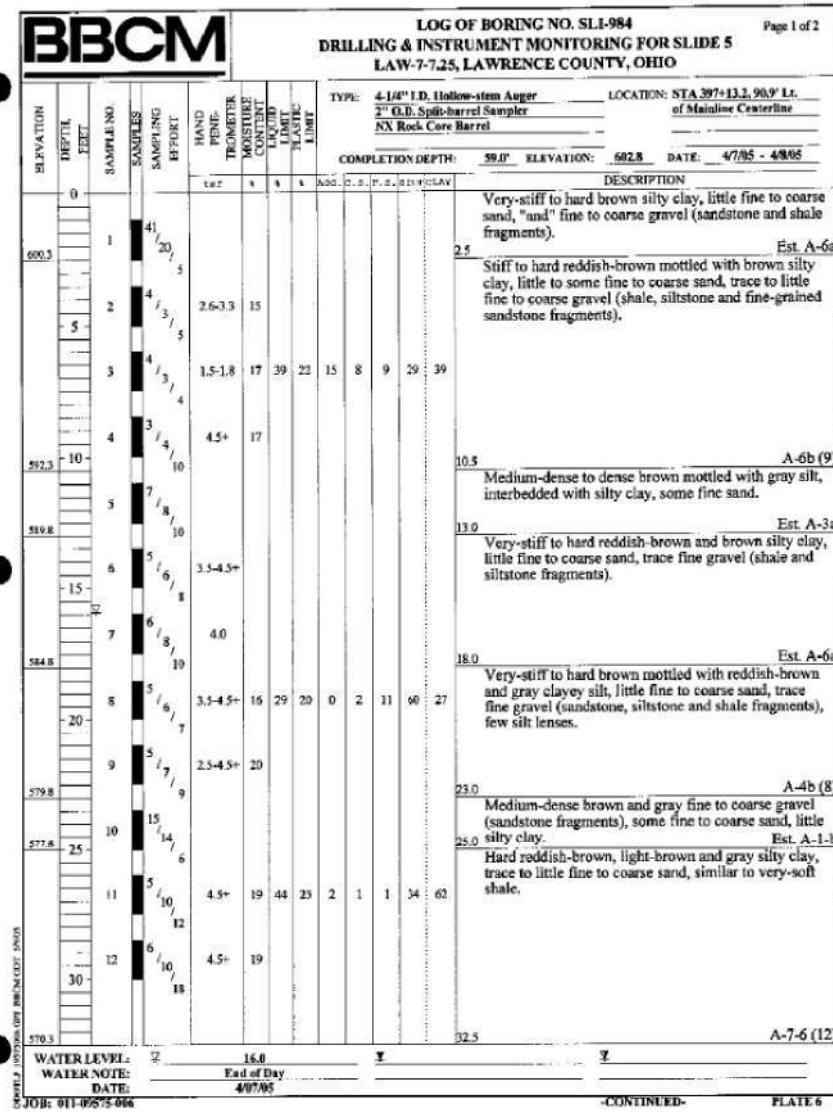 BBCM
LOG OF BORING NO. SLI-984
Page 1 of 2
DRILLING & INSTRUMENT MONITORING FOR SLIDE 5
LAW-7-7.25, LAWRENCE COUNTY, OHIO
ELEVATION
DEPTH, FEET
SAMPLE NO.
SAMPLES
SAMPLING EFFORT
HAND PENE- TROMETER
MOISTURE CONTENT
LIQUID LIMIT
PLASTIC LIMIT
TYPE: 4-1/4" I.D. Hollow-stem Auger
2" O.D. Split-barrel Sampler
NX Rock Core Barrel
LOCATION: STA 397+13.2, 90.9' Lt.
of Mainline Centerline
COMPLETION DEPTH: 59.0' ELEVATION: 602.8 DATE: 4/7/05 - 4/8/05
tsf % % % AGG. C.S. F.S. SILT CLAY DESCRIPTION
0
Very-stiff to hard brown silty clay, little fine to coarse
sand, "and" fine to coarse gravel (sandstone and shale
fragments).
1 41/20/5
600.3 2.5 Est. A-6a
Stiff to hard reddish-brown mottled with brown silty
clay, little to some fine to coarse sand, trace to little
fine to coarse gravel (shale, siltstone and fine-grained
sandstone fragments).
2 4/3/5 2.6-3.3 15
5
3 4/3/4 1.5-1.8 17 39 22 15 8 9 29 39
4 3/4/10 4.5+ 17
10
592.3 10.5 A-6b (9)
Medium-dense to dense brown mottled with gray silt,
interbedded with silty clay, some fine sand.
5 7/8/10
589.8 13.0 Est. A-3a
Very-stiff to hard reddish-brown and brown silty clay,
little fine to coarse sand, trace fine gravel (shale and
siltstone fragments).
6 5/6/8 3.5-4.5+
15
7 6/8/10 4.0
584.8 18.0 Est. A-6a
Very-stiff to hard brown mottled with reddish-brown
and gray clayey silt, little fine to coarse sand, trace
fine gravel (sandstone, siltstone and shale fragments),
few silt lenses.
8 5/6/7 3.5-4.5+ 16 29 20 0 2 11 60 27
20
9 5/7/9 2.5-4.5+ 20
579.8 23.0 A-4b (8)
Medium-dense brown and gray fine to coarse gravel
(sandstone fragments), some fine to coarse sand, little
silty clay.
10 15/14/6
577.8 25.0 Est. A-1-b
25
Hard reddish-brown, light-brown and gray silty clay,
trace to little fine to coarse sand, similar to very-soft
shale.
11 5/10/12 4.5+ 19 44 23 2 1 1 34 62
12 6/10/18 4.5+ 19
30
570.3 32.5 A-7-6 (12)
WATER LEVEL: 16.0
WATER NOTE: End of Day
DATE: 4/07/05
JOB: 011-09575-006
-CONTINUED-
PLATE 6